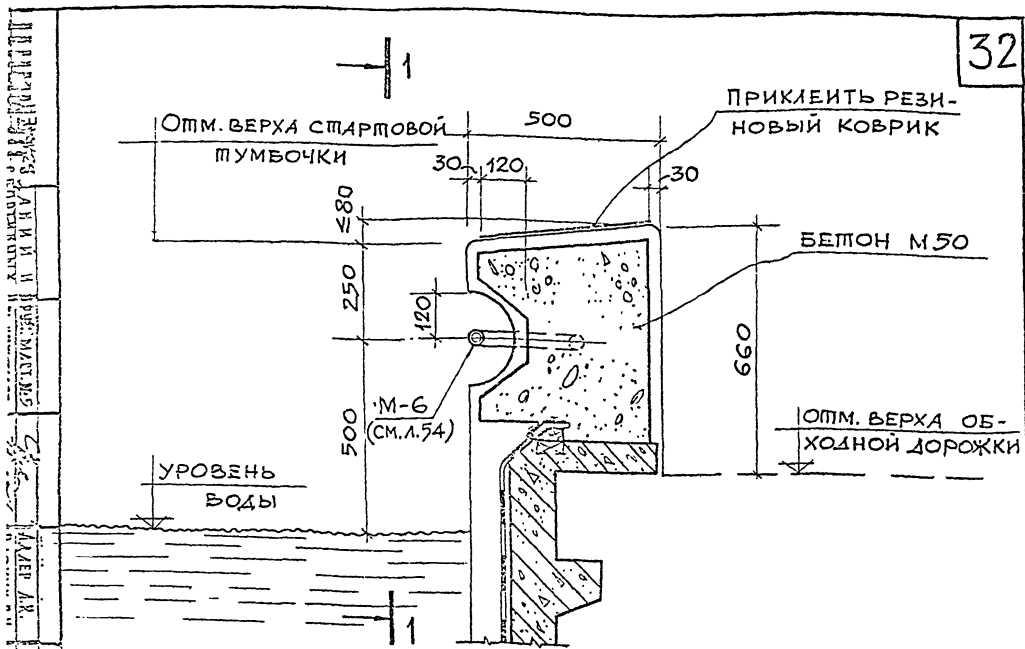 32
1
ПРИКЛЕИТЬ РЕЗИ-
НОВЫЙ КОВРИК
ОТМ. ВЕРХА СТАРТОВОЙ
ТУМБОЧКИ
500
30
120
30
≤80
БЕТОН М50
250
120
660
М-6
(СМ.Л.54)
500
ОТМ. ВЕРХА ОБ-
ХОДНОЙ ДОРОЖКИ
УРОВЕНЬ
ВОДЫ
1